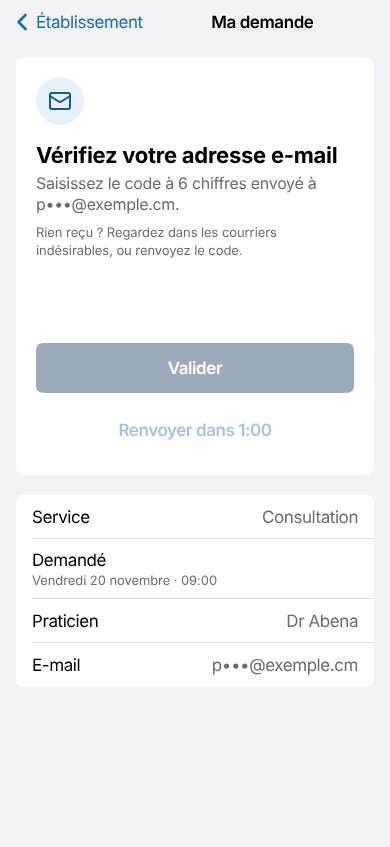 Établissement
Ma demande
Vérifiez votre adresse e-mail
Saisissez le code à 6 chiffres envoyé à
p•••@exemple.cm.
Rien reçu ? Regardez dans les courriers
indésirables, ou renvoyez le code.
Valider
Renvoyer dans 1:00
Service
Consultation
Demandé
Vendredi 20 novembre · 09:00
Praticien
Dr Abena
E-mail
p•••@exemple.cm